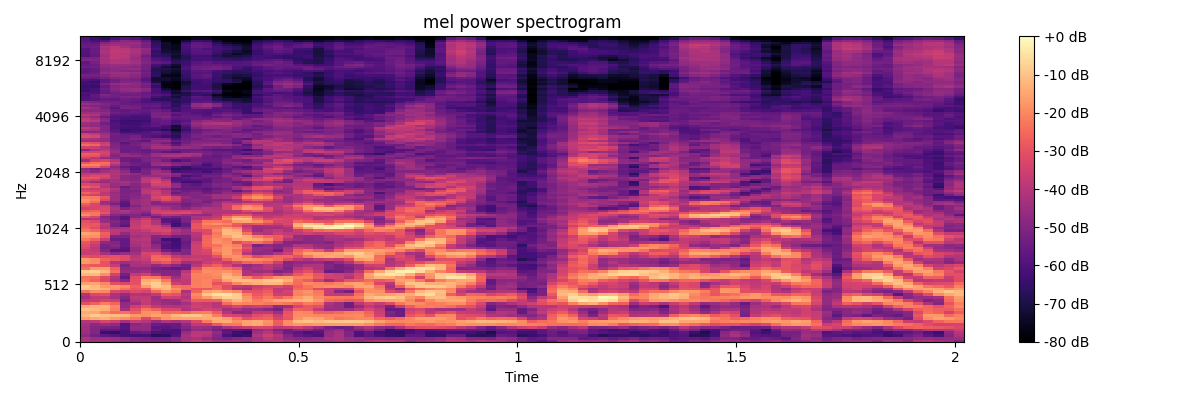 mel power spectrogram
Hz
8192
4096
2048
1024
512
0
0
0.5
1
1.5
2
Time
+0 dB
-10 dB
-20 dB
-30 dB
-40 dB
-50 dB
-60 dB
-70 dB
-80 dB